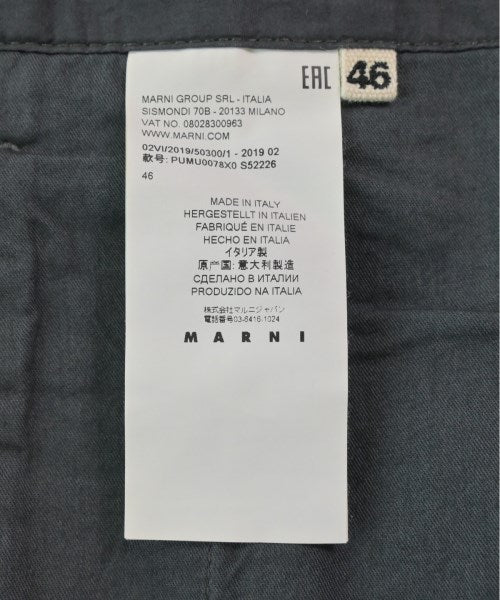 EAC
46
MARNI GROUP SRL - ITALIA
SISMONDI 70B - 20133 MILANO
VAT NO. 08028300963
WWW.MARNI.COM
02VI/2019/50300/1 - 2019 02
款号: PUMU0078X0 S52226
46
MADE IN ITALY
HERGESTELLT IN ITALIEN
FABRIQUÉ EN ITALIE
HECHO EN ITALIA
イタリア製
原产国: 意大利製造
СДЕЛАНО В ИТАЛИИ
PRODUZIDO NA ITALIA
株式会社マルニジャパン
電話番号03-6416-1024
MARNI